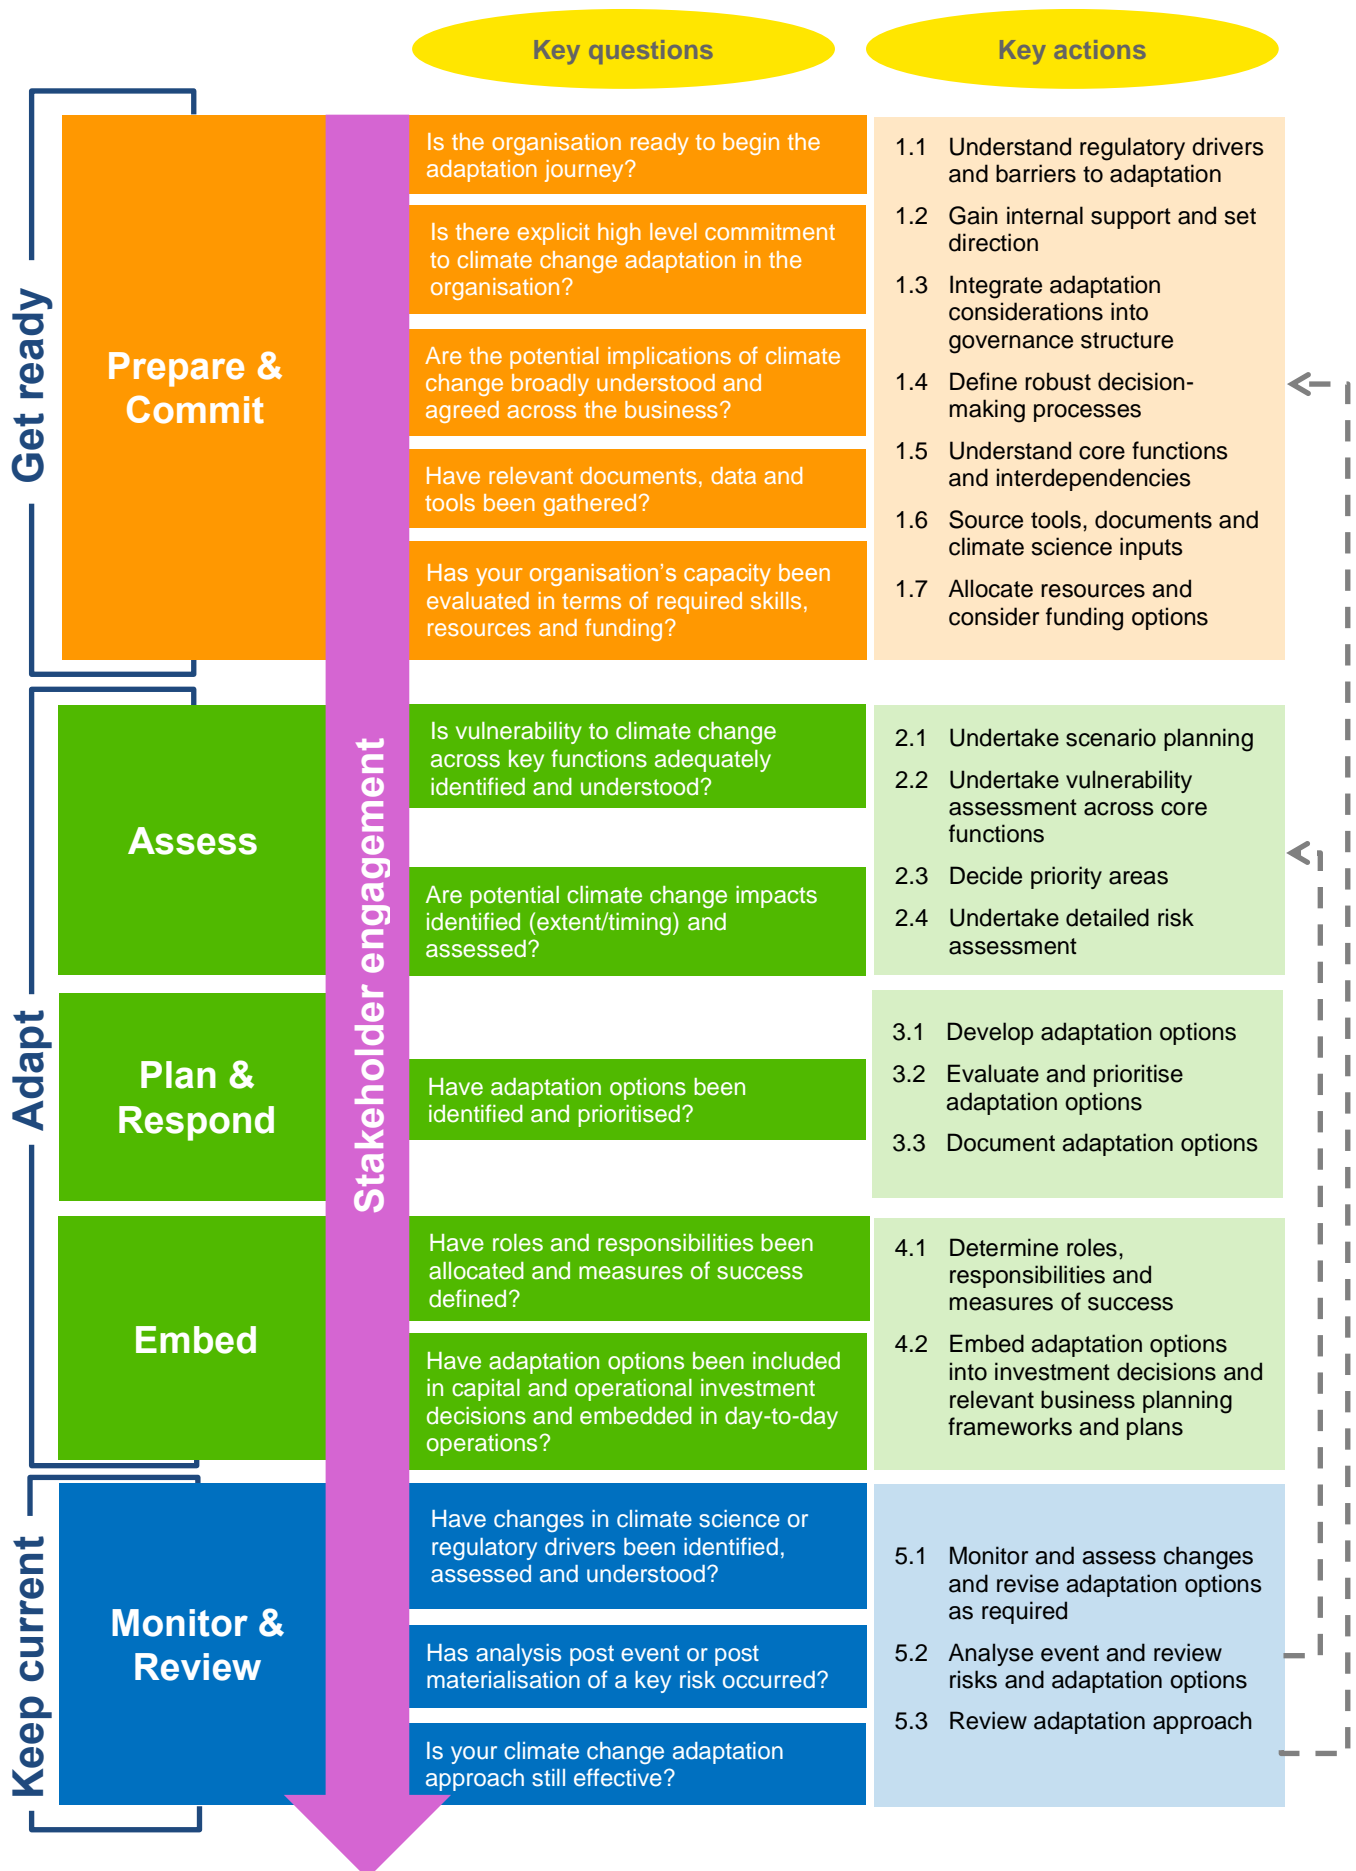 Key questions
Key actions
Get ready
Prepare &
Commit
Is the organisation ready to begin the
adaptation journey?
Is there explicit high level commitment
to climate change adaptation in the
organisation?
Are the potential implications of climate
change broadly understood and
agreed across the business?
Have relevant documents, data and
tools been gathered?
Has your organisation’s capacity been
evaluated in terms of required skills,
resources and funding?
1.1 Understand regulatory drivers
and barriers to adaptation
1.2 Gain internal support and set
direction
1.3 Integrate adaptation
considerations into
governance structure
1.4 Define robust decision-
making processes
1.5 Understand core functions
and interdependencies
1.6 Source tools, documents and
climate science inputs
1.7 Allocate resources and
consider funding options
Stakeholder engagement
Adapt
Assess
Is vulnerability to climate change
across key functions adequately
identified and understood?
Are potential climate change impacts
identified (extent/timing) and
assessed?
2.1 Undertake scenario planning
2.2 Undertake vulnerability
assessment across core
functions
2.3 Decide priority areas
2.4 Undertake detailed risk
assessment
Plan &
Respond
Have adaptation options been
identified and prioritised?
3.1 Develop adaptation options
3.2 Evaluate and prioritise
adaptation options
3.3 Document adaptation options
Embed
Have roles and responsibilities been
allocated and measures of success
defined?
Have adaptation options been included
in capital and operational investment
decisions and embedded in day-to-day
operations?
4.1 Determine roles,
responsibilities and
measures of success
4.2 Embed adaptation options
into investment decisions and
relevant business planning
frameworks and plans
Keep current
Monitor &
Review
Have changes in climate science or
regulatory drivers been identified,
assessed and understood?
Has analysis post event or post
materialisation of a key risk occurred?
Is your climate change adaptation
approach still effective?
5.1 Monitor and assess changes
and revise adaptation options
as required
5.2 Analyse event and review
risks and adaptation options
5.3 Review adaptation approach